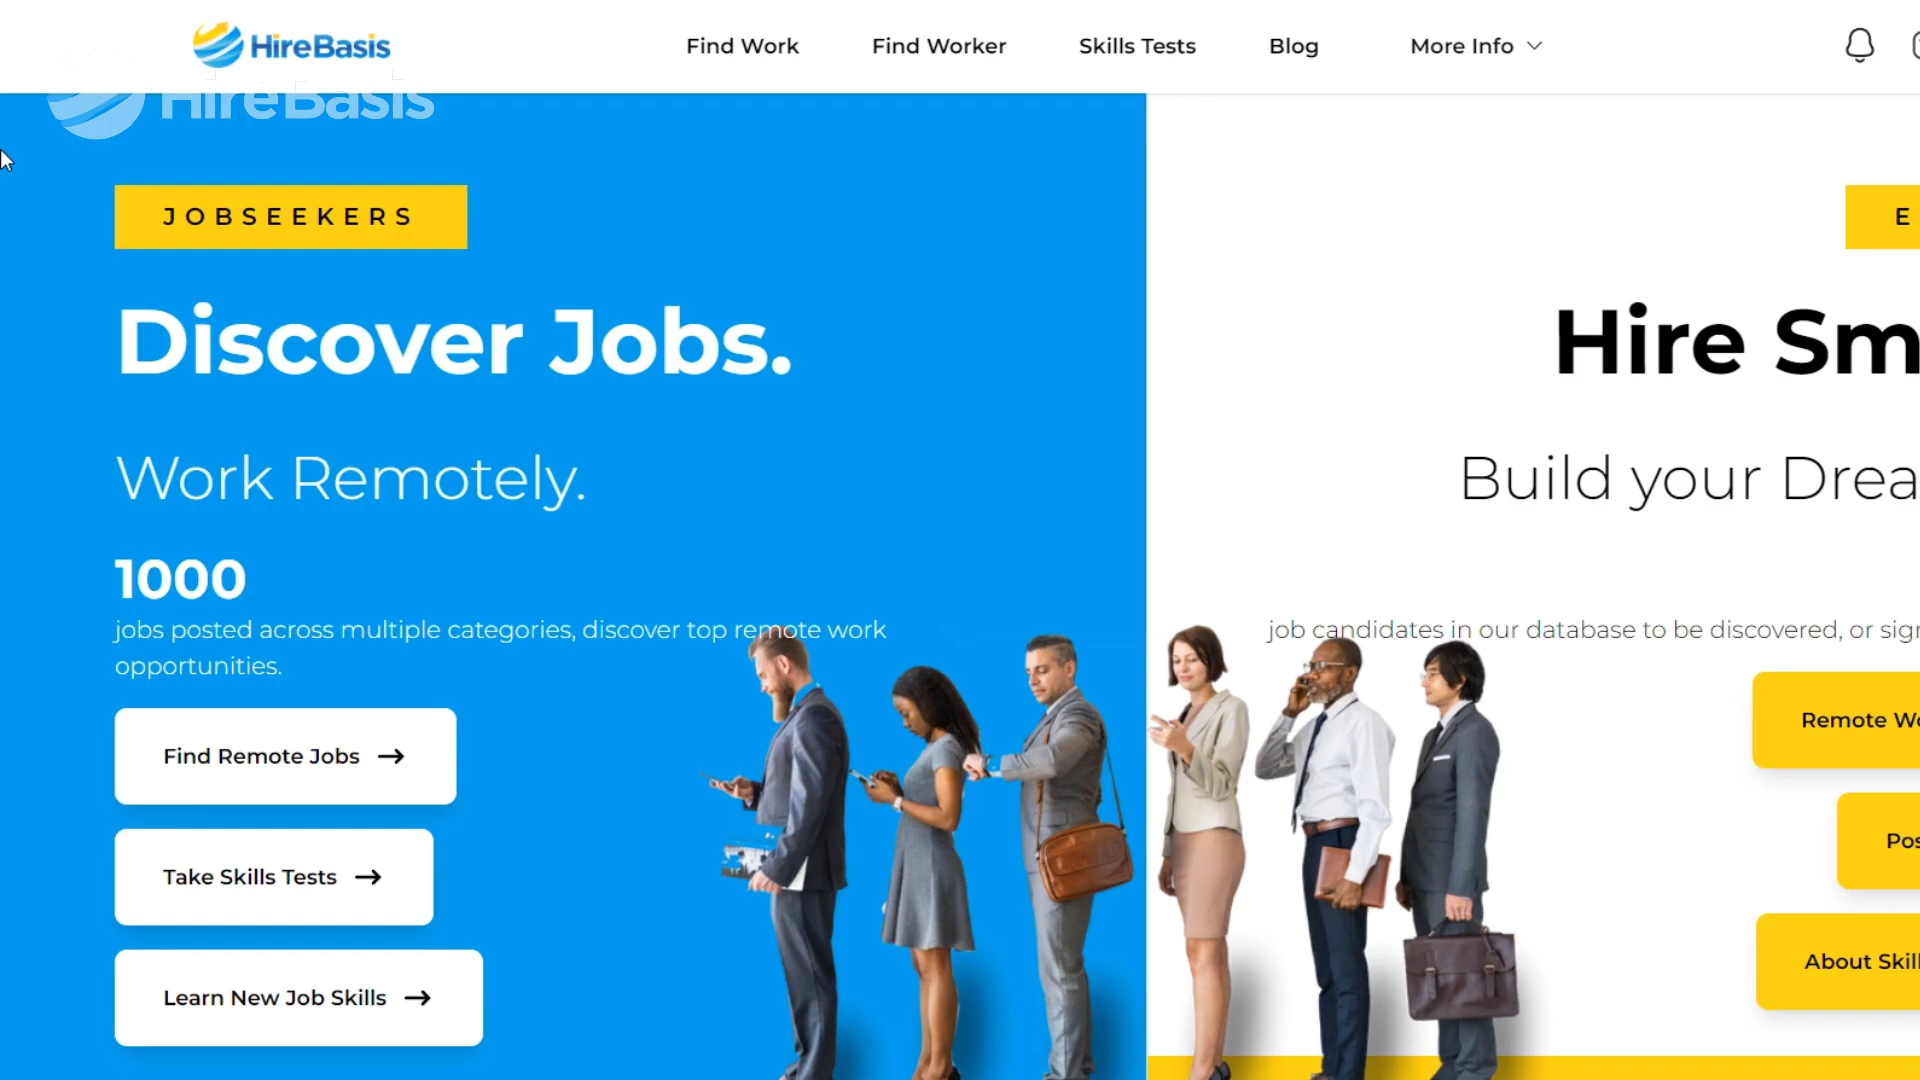 HireBasis
Find Work
Find Worker
Skills Tests
Blog
More Info
HireBasis
JOBSEEKERS
E
Discover Jobs.
Hire Sm
Work Remotely.
Build your Drea
1000
jobs posted across multiple categories, discover top remote work
opportunities.
job candidates in our database to be discovered, or sign
Find Remote Jobs
Remote Wo
Take Skills Tests
Pos
Learn New Job Skills
About Skill